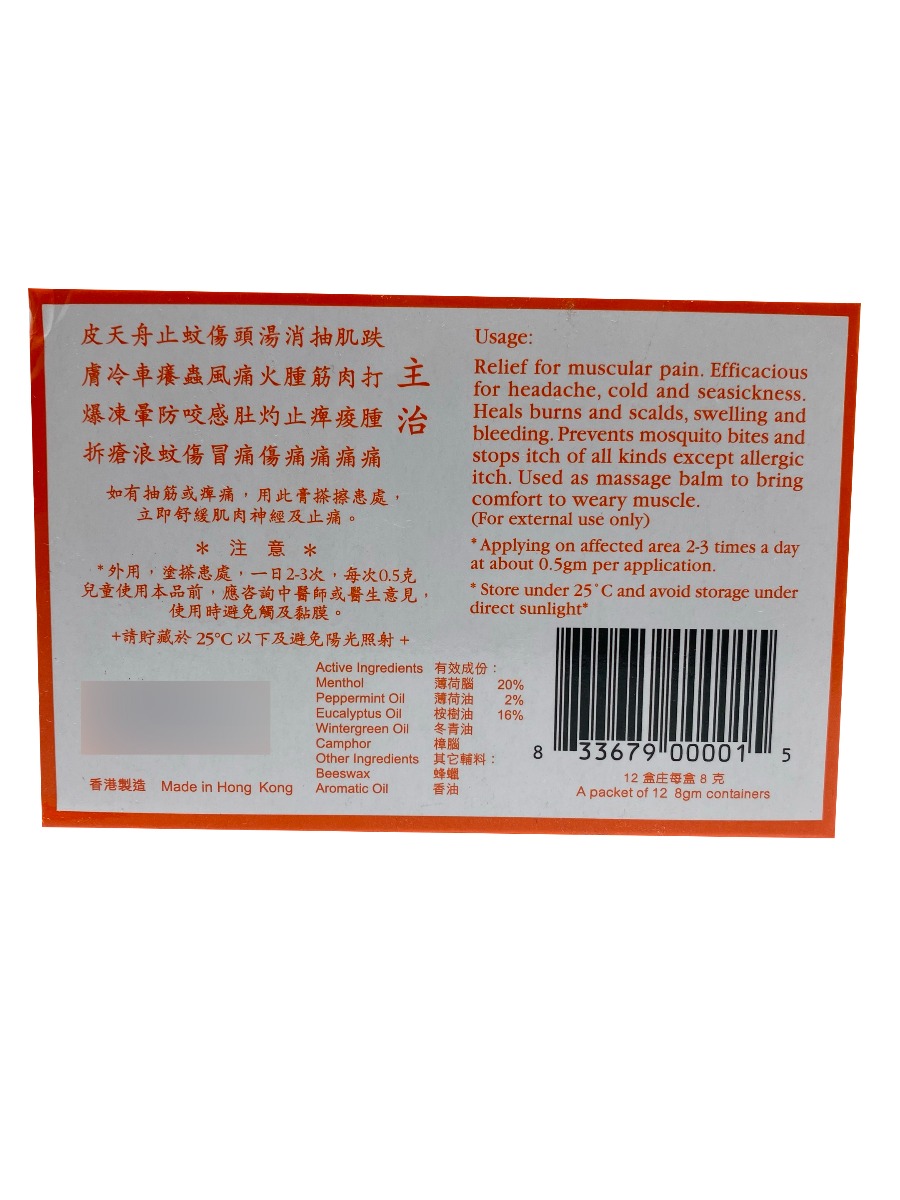 主治
跌打腫痛
肌肉痠痛
抽筋痺痛
消腫止痛
湯火灼傷
頭痛肚痛
傷風感冒
蚊蟲咬傷
止癢防蚊
舟車暈浪
天冷凍瘡
皮膚爆拆
如有抽筋或痺痛，用此膏搽擦患處，
立即舒緩肌肉神經及止痛。
＊ 注 意 ＊
*外用，塗搽患處，一日2-3次，每次0.5克
兒童使用本品前，應咨詢中醫師或醫生意見，
使用時避免觸及黏膜。
+請貯藏於 25°C 以下及避免陽光照射 +
香港製造 Made in Hong Kong
Active Ingredients 有效成份：
Menthol 薄荷腦 20%
Peppermint Oil 薄荷油 2%
Eucalyptus Oil 桉樹油 16%
Wintergreen Oil 冬青油
Camphor 樟腦
Other Ingredients 其它輔料：
Beeswax 蜂蠟
Aromatic Oil 香油
Usage:
Relief for muscular pain. Efficacious
for headache, cold and seasickness.
Heals burns and scalds, swelling and
bleeding. Prevents mosquito bites and
stops itch of all kinds except allergic
itch. Used as massage balm to bring
comfort to weary muscle.
(For external use only)
*Applying on affected area 2-3 times a day
at about 0.5gm per application.
* Store under 25˚C and avoid storage under
direct sunlight*
8 33679 00001 5
12 盒庄每盒 8 克
A packet of 12 8gm containers